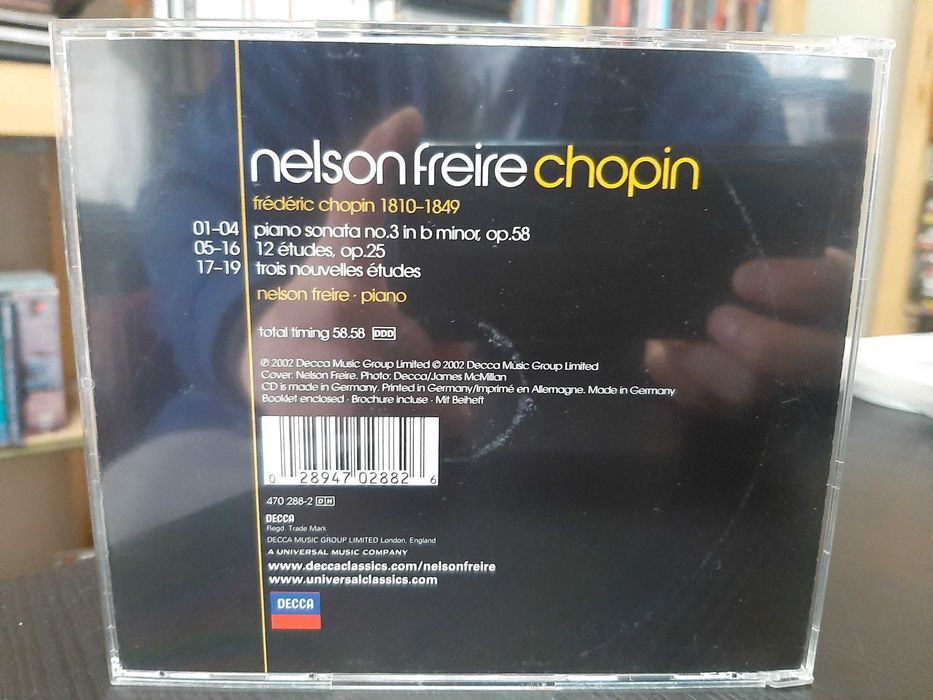 nelson freire chopin
frédéric chopin 1810–1849
01–04 piano sonata no.3 in b minor, op.58
05–16 12 études, op.25
17–19 trois nouvelles études
nelson freire · piano
total timing 58.58 DDD
℗ 2002 Decca Music Group Limited © 2002 Decca Music Group Limited
Cover: Nelson Freire. Photo: Decca/James McMillan
CD is made in Germany. Printed in Germany/Imprimé en Allemagne. Made in Germany
Booklet enclosed · Brochure incluse · Mit Beiheft
0 28947 02882 6
470 288-2 DH
DECCA
Regd. Trade Mark
DECCA MUSIC GROUP LIMITED London, England
A UNIVERSAL MUSIC COMPANY
www.deccaclassics.com/nelsonfreire
www.universalclassics.com
DECCA